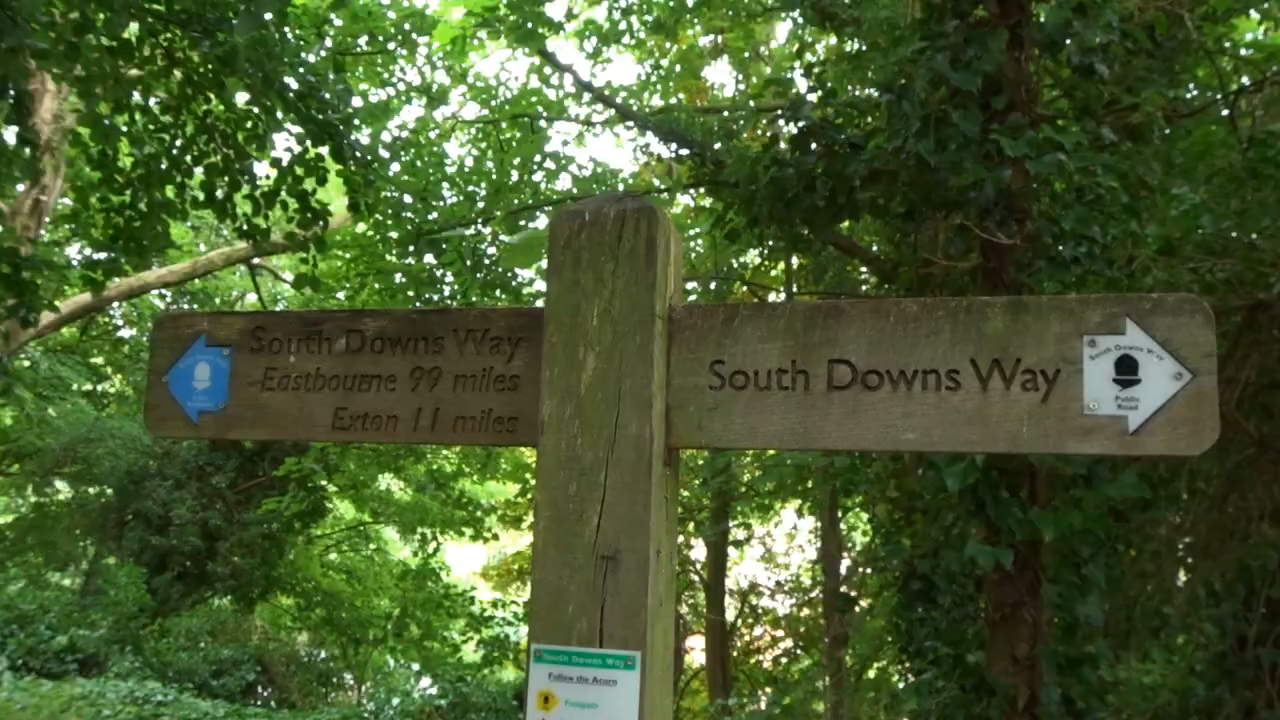 South Downs Way
Eastbourne 99 miles
Exton 11 miles
South Downs Way
South Downs Way
Public
Road
South Downs Way
Follow the Acorn
Footpath